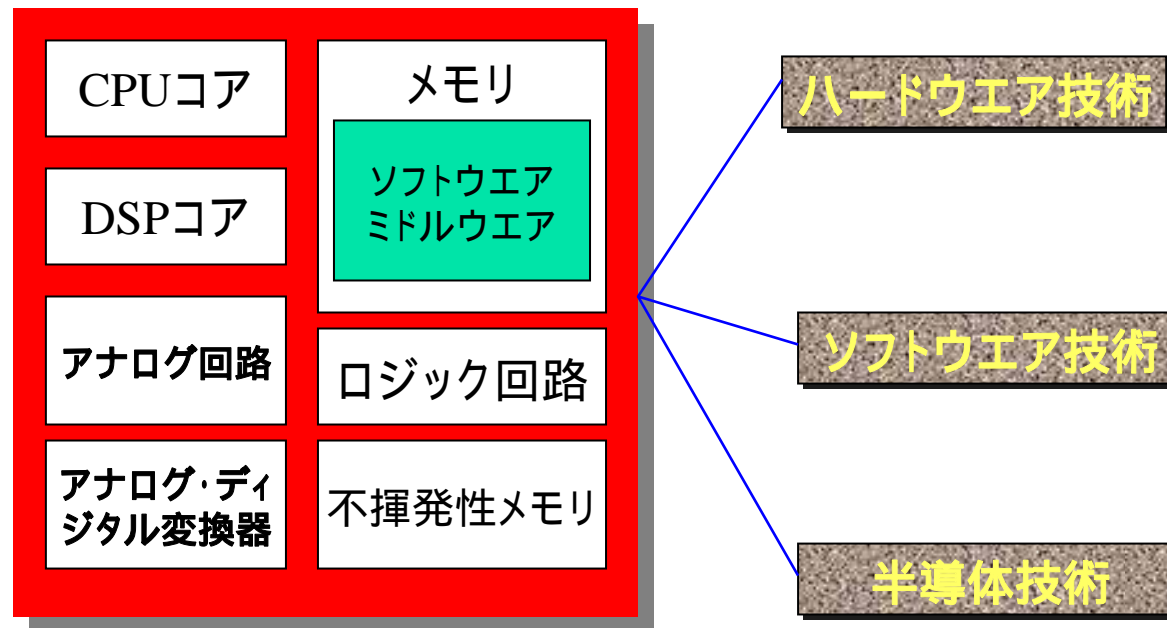 CPUコア
DSPコア
アナログ回路
アナログ・ディ
ジタル変換器
メモリ
ソフトウエア
ミドルウエア
ロジック回路
不揮発性メモリ
ハードウエア技術
ソフトウエア技術
半導体技術